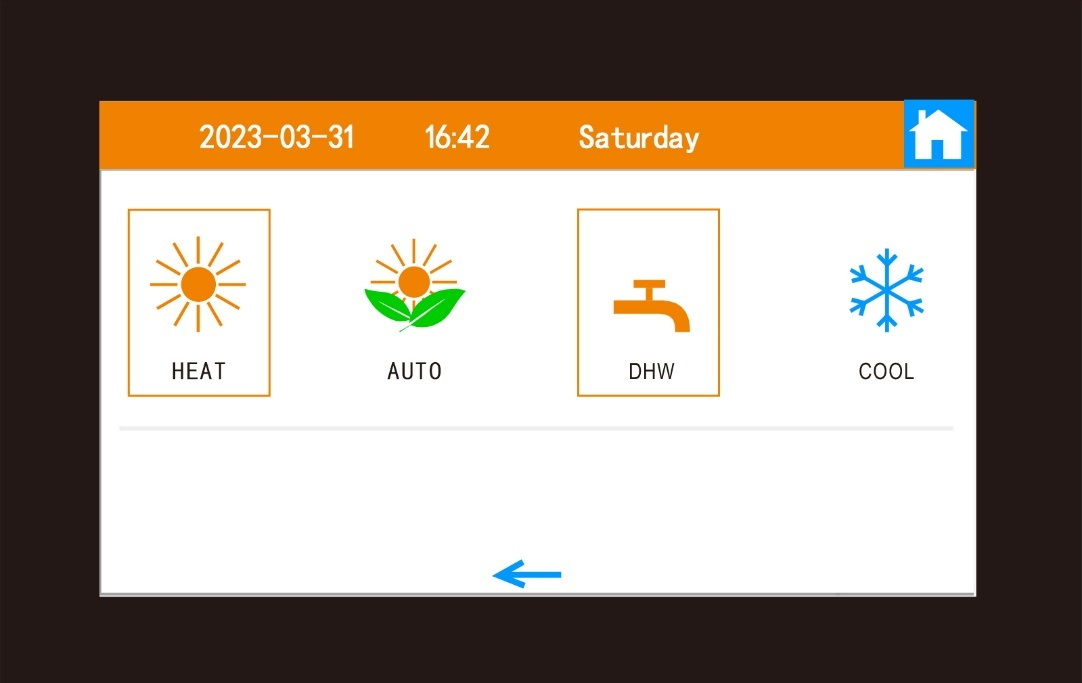 2023-03-31 16:42 Saturday
HEAT AUTO DHW COOL